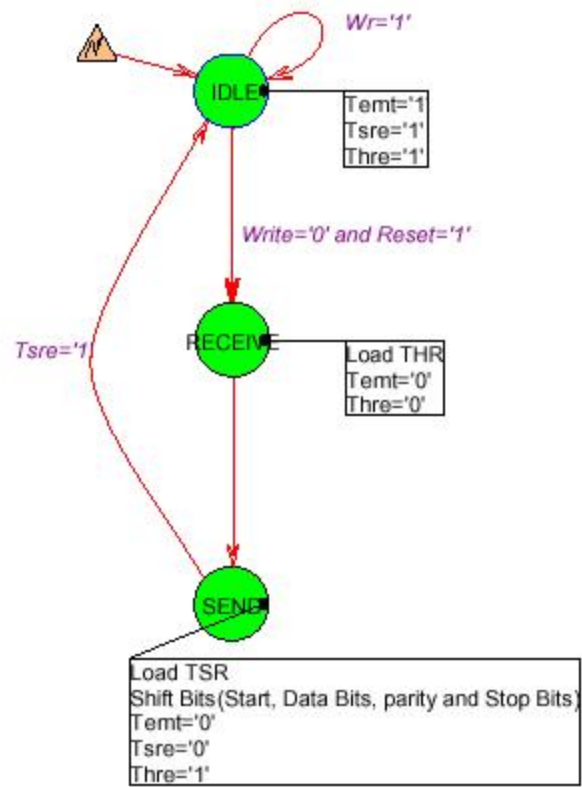 Wr='1'
IDLE
Temt='1'
Tsre='1'
Thre='1'
Write='0' and Reset='1'
RECEIVE
Tsre='1'
Load THR
Temt='0'
Thre='0'
SEND
Load TSR
Shift Bits(Start, Data Bits, parity and Stop Bits)
Temt='0'
Tsre='0'
Thre='1'